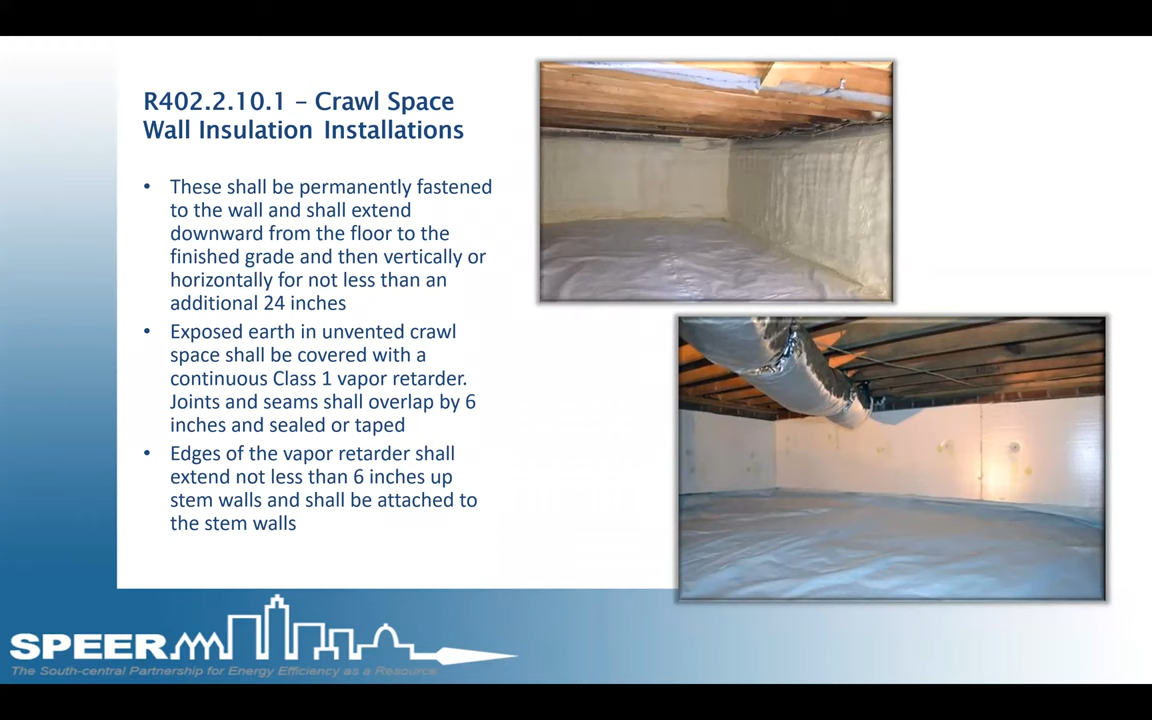 R402.2.10.1 – Crawl Space
Wall Insulation Installations
• These shall be permanently fastened
to the wall and shall extend
downward from the floor to the
finished grade and then vertically or
horizontally for not less than an
additional 24 inches
• Exposed earth in unvented crawl
space shall be covered with a
continuous Class 1 vapor retarder.
Joints and seams shall overlap by 6
inches and sealed or taped
• Edges of the vapor retarder shall
extend not less than 6 inches up
stem walls and shall be attached to
the stem walls
SPEER
The South-central Partnership for Energy Efficiency as a Resource